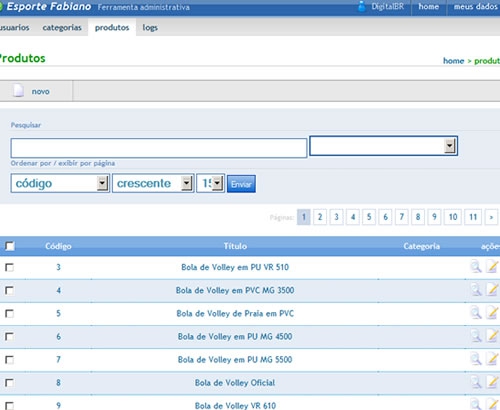 Esporte Fabiano Ferramenta administrativa DigitalBR home meus dados
usuarios categorias produtos logs
Produtos
home > produt
novo
Pesquisar
Ordenar por / exibir por página
código crescente 15 Enviar
Páginas: 1 2 3 4 5 6 7 8 9 10 11 »
Código Título Categoria açõe
3 Bola de Volley em PU VR 510
4 Bola de Volley em PVC MG 3500
5 Bola de Volley de Praia em PVC
6 Bola de Volley em PU MG 4500
7 Bola de Volley em PU MG 5500
8 Bola de Volley Oficial
9 Bola de Volley VR 610